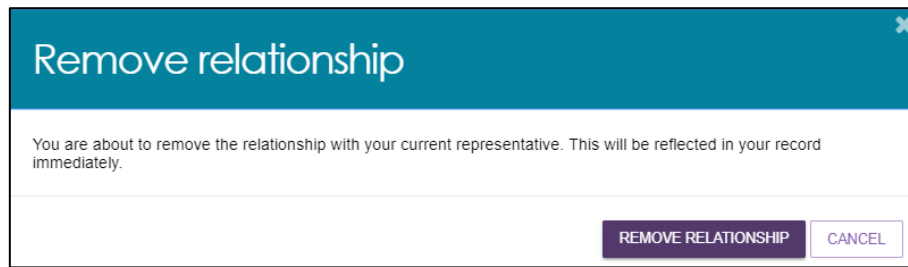 Remove relationship
You are about to remove the relationship with your current representative. This will be reflected in your record
immediately.
REMOVE RELATIONSHIP
CANCEL